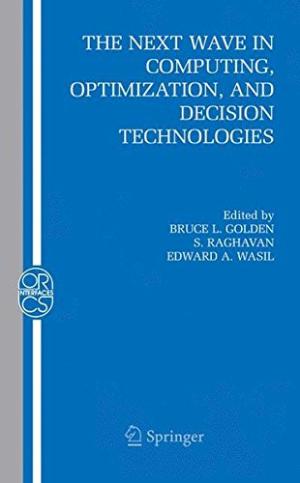 THE NEXT WAVE IN
COMPUTING,
OPTIMIZATION, AND
DECISION
TECHNOLOGIES
Edited by
BRUCE L. GOLDEN
S. RAGHAVAN
EDWARD A. WASIL
OR
INTERFACES
CS
Springer